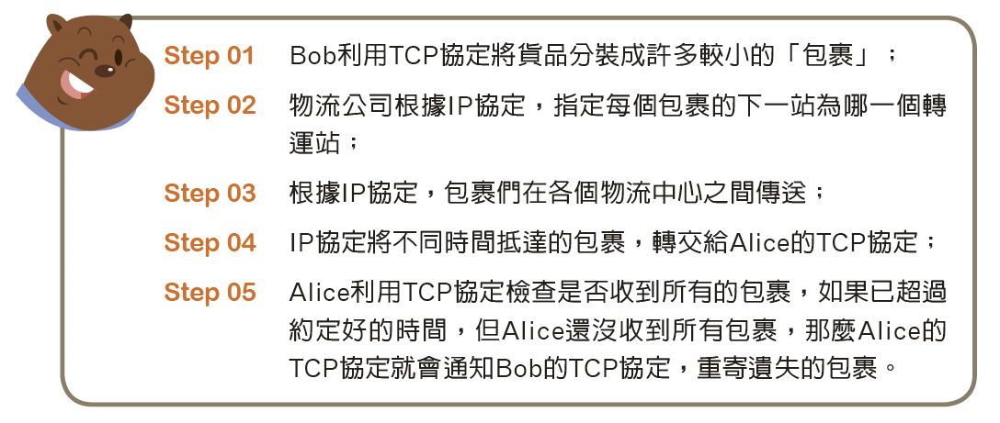 Step 01 Bob利用TCP協定將貨品分裝成許多較小的「包裹」；
Step 02 物流公司根據IP協定，指定每個包裹的下一站為哪一個轉
運站；
Step 03 根據IP協定，包裹們在各個物流中心之間傳送；
Step 04 IP協定將不同時間抵達的包裹，轉交給Alice的TCP協定；
Step 05 Alice利用TCP協定檢查是否收到所有的包裹，如果已超過
約定好的時間，但Alice還沒收到所有包裹，那麼Alice的
TCP協定就會通知Bob的TCP協定，重寄遺失的包裹。